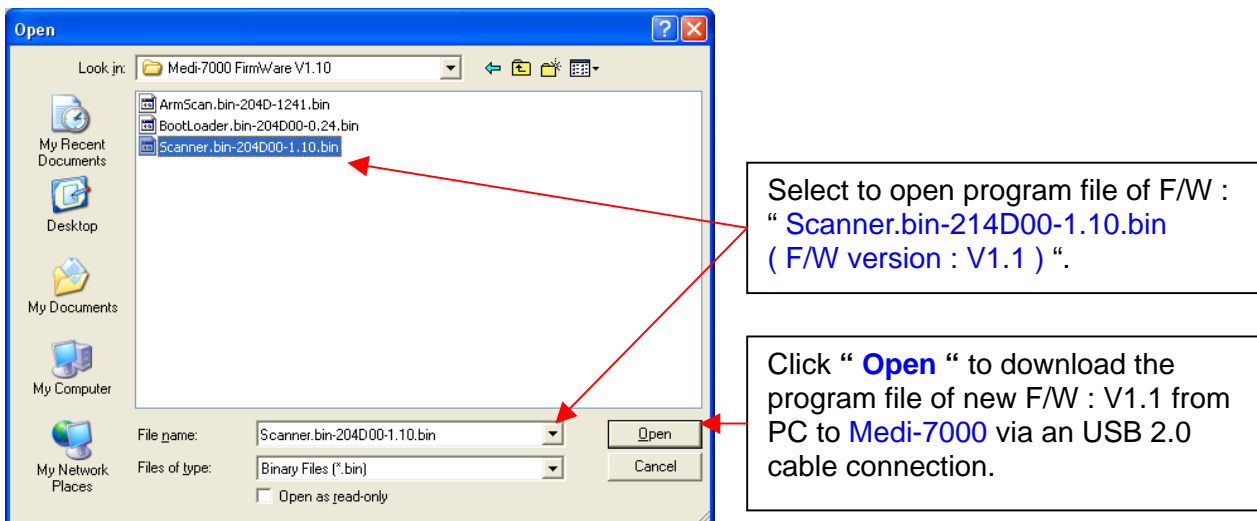 Open
Look in: Medi-7000 FirmWare V1.10
ArmScan.bin-204D-1241.bin
BootLoader.bin-204D00-0.24.bin
Scanner.bin-204D00-1.10.bin
My Recent
Documents
Desktop
My Documents
My Computer
My Network
Places
File name: Scanner.bin-204D00-1.10.bin Open
Files of type: Binary Files (*.bin) Cancel
Open as read-only
Select to open program file of F/W :
“ Scanner.bin-214D00-1.10.bin
( F/W version : V1.1 ) “.
Click “ Open “ to download the
program file of new F/W : V1.1 from
PC to Medi-7000 via an USB 2.0
cable connection.